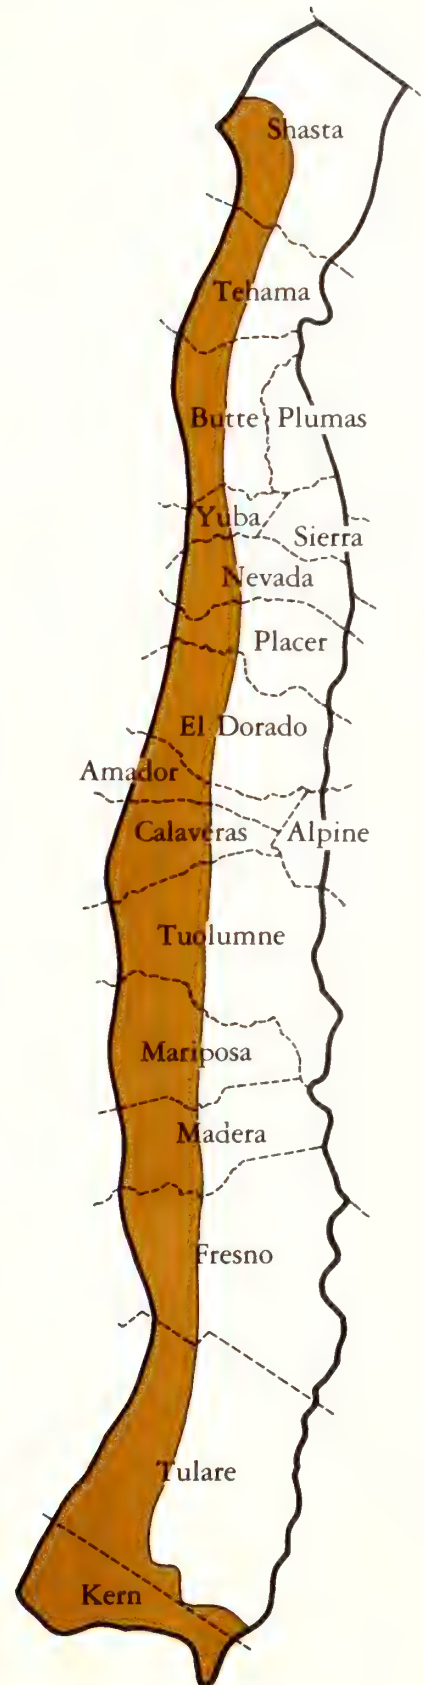 Shasta
Tehama
Butte
Plumas
Yuba
Sierra
Nevada
Placer
El Dorado
Amador
Calaveras
Alpine
Tuolumne
Mariposa
Madera
Fresno
Tulare
Kern